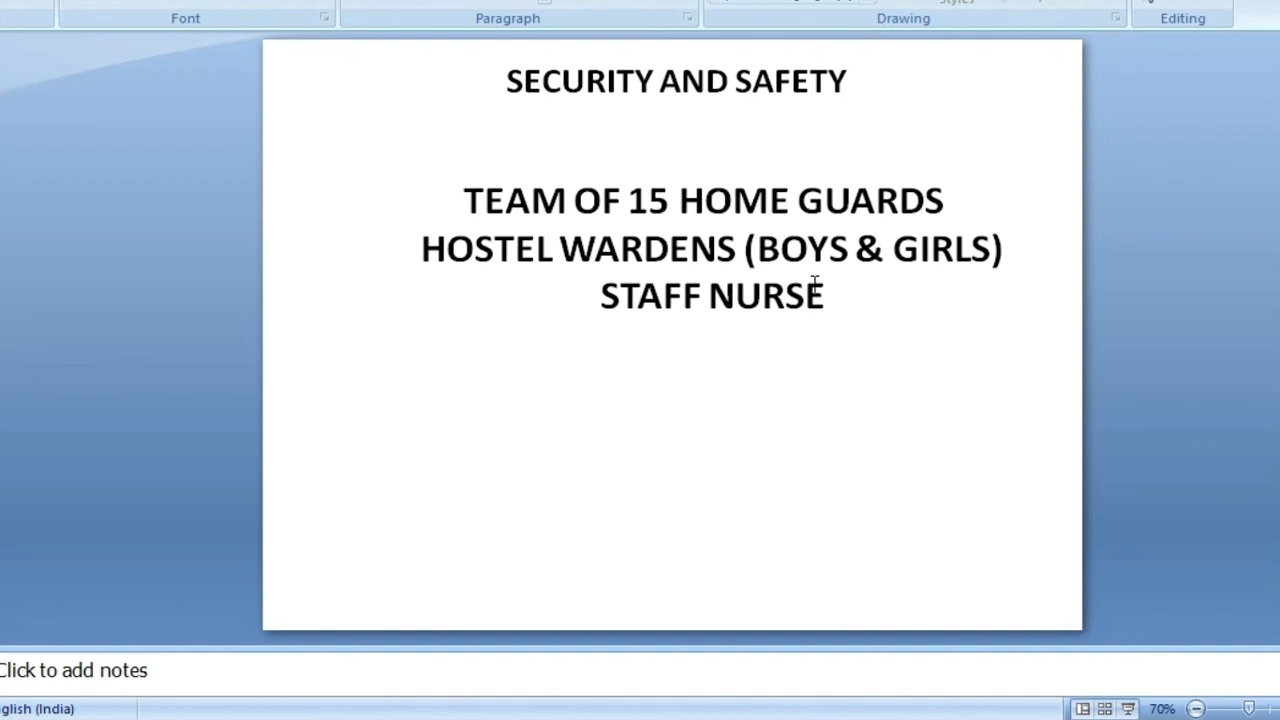 Font Paragraph Drawing Editing
SECURITY AND SAFETY
TEAM OF 15 HOME GUARDS
HOSTEL WARDENS (BOYS & GIRLS)
STAFF NURSE
Click to add notes
glish (India) 70%